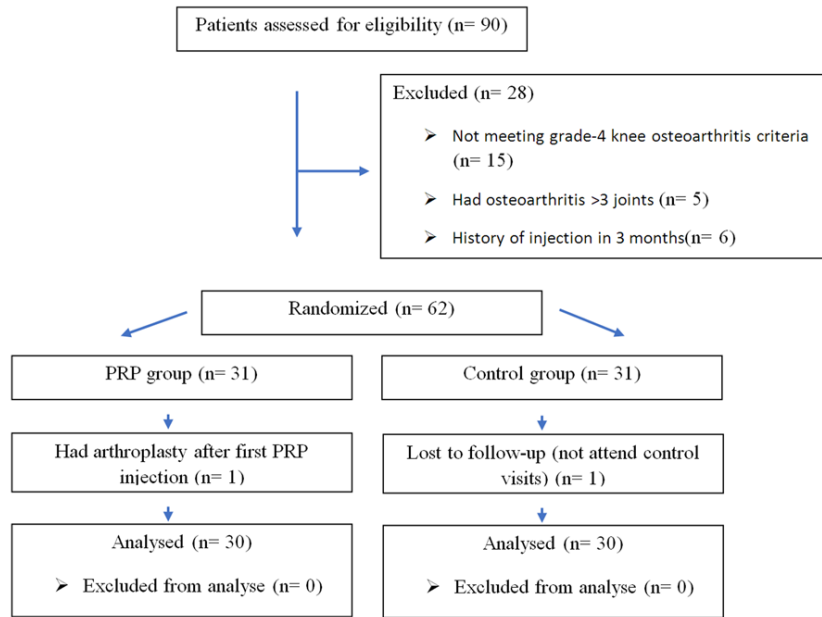 Patients assessed for eligibility (n= 90)
Excluded (n= 28)
➤ Not meeting grade-4 knee osteoarthritis criteria
(n= 15)
➤ Had osteoarthritis >3 joints (n= 5)
➤ History of injection in 3 months(n= 6)
Randomized (n= 62)
PRP group (n= 31)
Control group (n= 31)
Had arthroplasty after first PRP
injection (n= 1)
Lost to follow-up (not attend control
visits) (n= 1)
Analysed (n= 30)
➤ Excluded from analyse (n= 0)
Analysed (n= 30)
➤ Excluded from analyse (n= 0)